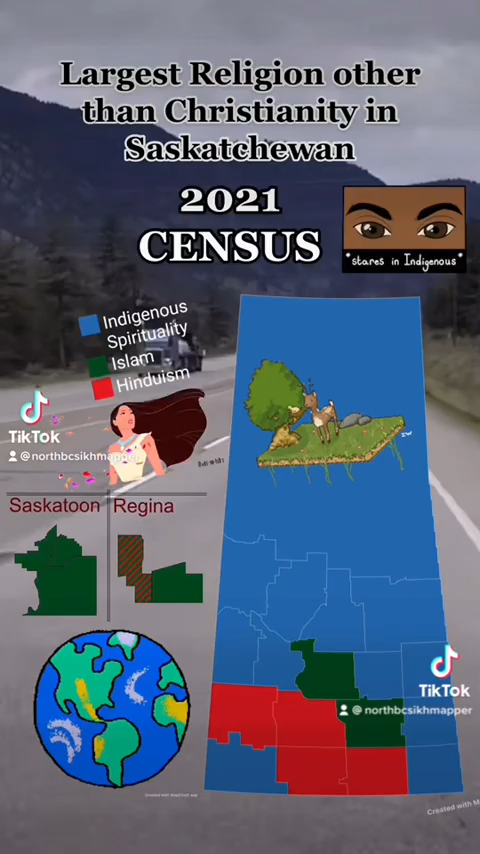 Largest Religion other
than Christianity in
Saskatchewan
2021
CENSUS
*stares in Indigenous*
Indigenous
Spirituality
Islam
Hinduism
TikTok
@northbcsikhmapper
Saskatoon
Regina
TikTok
@northbcsikhmapper
Created with